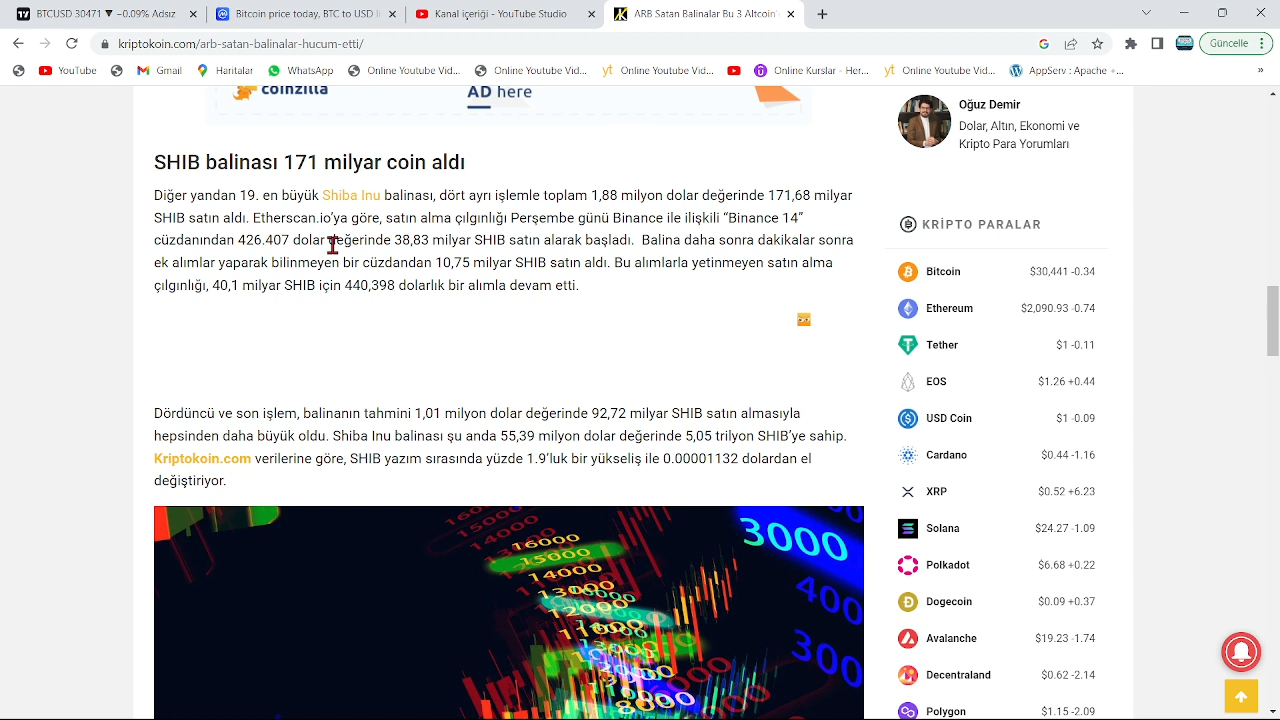 BTCUSD 30471 ▼ −0.09% Adsız
Bitcoin price today, BTC to USD li
Kanal içeriği - YouTube
ARB Satan Balinalar Bu 3 Altcoin
kriptokoin.com/arb-satan-balinalar-hucum-etti/
Güncelle
YouTube
Gmail
Haritalar
WhatsApp
Online Youtube Vid...
Online Youtube Vid...
Online Youtube Vid...
Online Kurslar - Her...
Online Youtube Vid...
AppServ : Apache +...
»
coinzilla
AD here
SHIB balinası 171 milyar coin aldı
Diğer yandan 19. en büyük Shiba Inu balinası, dört ayrı işlemle toplam 1,88 milyon dolar değerinde 171,68 milyar
SHIB satın aldı. Etherscan.io’ya göre, satın alma çılgınlığı Perşembe günü Binance ile ilişkili “Binance 14”
cüzdanından 426.407 dolar değerinde 38,83 milyar SHIB satın alarak başladı. Balina daha sonra dakikalar sonra
ek alımlar yaparak bilinmeyen bir cüzdandan 10,75 milyar SHIB satın aldı. Bu alımlarla yetinmeyen satın alma
çılgınlığı, 40,1 milyar SHIB için 440,398 dolarlık bir alımla devam etti.
Dördüncü ve son işlem, balinanın tahmini 1,01 milyon dolar değerinde 92,72 milyar SHIB satın almasıyla
hepsinden daha büyük oldu. Shiba Inu balinası şu anda 55,39 milyon dolar değerinde 5,05 trilyon SHIB’ye sahip.
Kriptokoin.com verilerine göre, SHIB yazım sırasında yüzde 1.9’luk bir yükseliş ile 0.00001132 dolardan el
değiştiriyor.
16000
15000
14000
3000
400
300
Oğuz Demir
Dolar, Altın, Ekonomi ve
Kripto Para Yorumları
KRİPTO PARALAR
Bitcoin $30,441 -0.34
Ethereum $2,090.93 -0.74
Tether $1 -0.11
EOS $1.26 +0.44
USD Coin $1 -0.09
Cardano $0.44 -1.16
XRP $0.52 +6.23
Solana $24.27 -1.09
Polkadot $6.68 +0.22
Dogecoin $0.09 +0.37
Avalanche $19.23 -1.74
Decentraland $0.62 -2.14
Polygon $1.15 -2.09